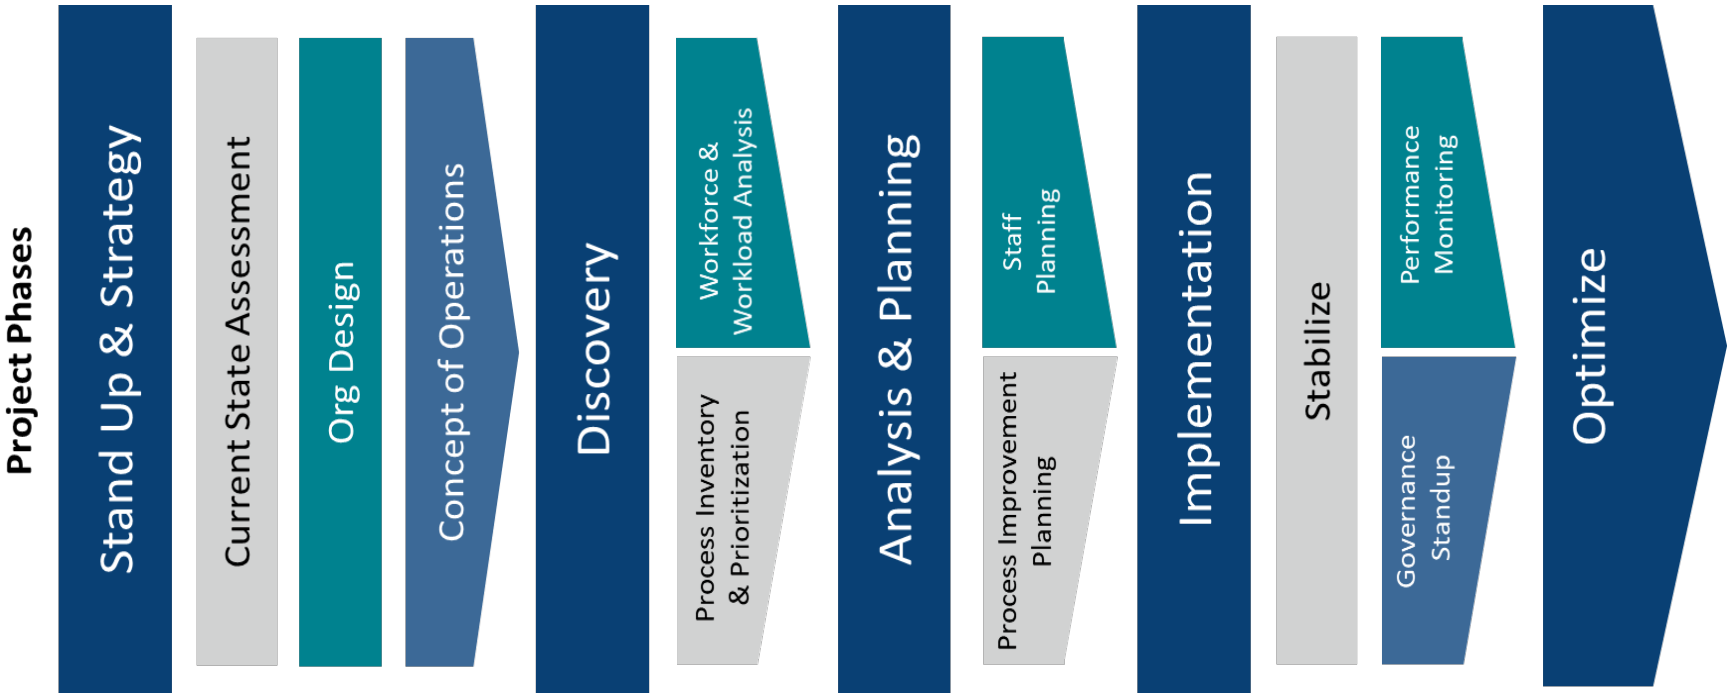 Project Phases
Stand Up & Strategy
Current State Assessment
Org Design
Concept of Operations
Discovery
Workforce &
Workload Analysis
Process Inventory
& Prioritization
Analysis & Planning
Staff
Planning
Process Improvement
Planning
Implementation
Stabilize
Performance
Monitoring
Governance
Standup
Optimize